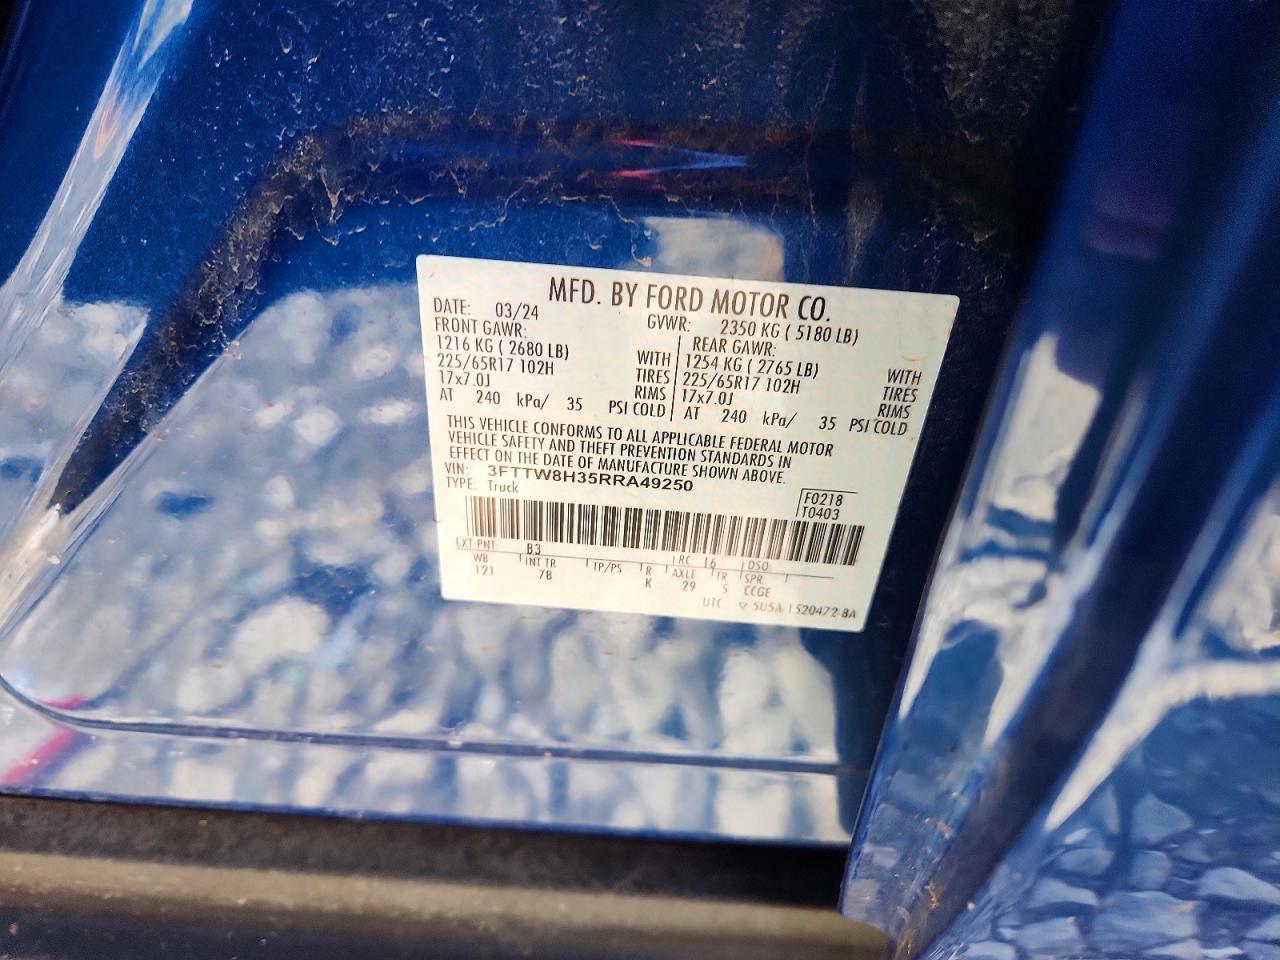 MFD. BY FORD MOTOR CO.
DATE: 03/24 GVWR: 2350 KG ( 5180 LB)
FRONT GAWR: REAR GAWR:
1216 KG ( 2680 LB) WITH 1254 KG ( 2765 LB) WITH
225/65R17 102H TIRES 225/65R17 102H TIRES
17x7.0J RIMS 17x7.0J RIMS
AT 240 kPa/ 35 PSI COLD AT 240 kPa/ 35 PSI COLD
THIS VEHICLE CONFORMS TO ALL APPLICABLE FEDERAL MOTOR
VEHICLE SAFETY AND THEFT PREVENTION STANDARDS IN
EFFECT ON THE DATE OF MANUFACTURE SHOWN ABOVE.
VIN: 3FTTW8H35RRA49250
TYPE: Truck F0218
T0403
EXT PNT: B3 RC: 16 DSO:
WB INT TR TP/PS R AXLE TR SPR
121 7B K 29 5 CCGE
UTC 5U5A-1520472-BA